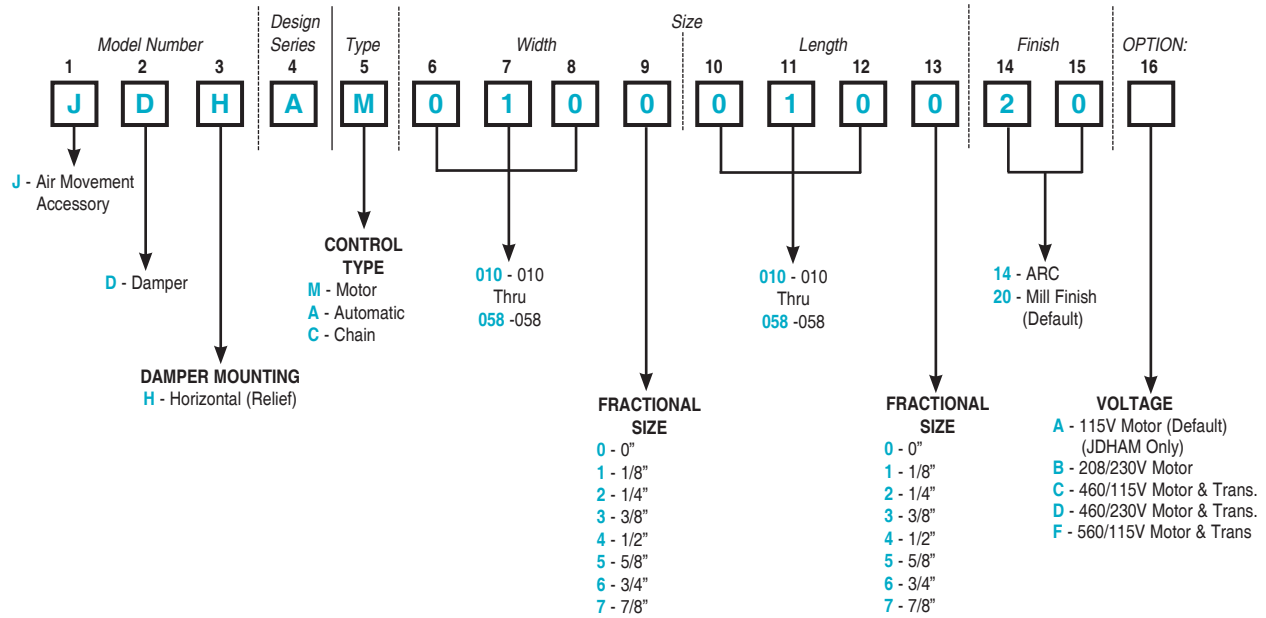 Model Number
Design
Series
Type
Size
Width
Length
Finish
OPTION:
1 2 3 4 5 6 7 8 9 10 11 12 13 14 15 16
J D H A M 0 1 0 0 0 1 0 0 2 0
J - Air Movement
Accessory
D - Damper
DAMPER MOUNTING
H - Horizontal (Relief)
CONTROL
TYPE
M - Motor
A - Automatic
C - Chain
010 - 010
Thru
058 -058
FRACTIONAL
SIZE
0 - 0”
1 - 1/8”
2 - 1/4”
3 - 3/8”
4 - 1/2”
5 - 5/8”
6 - 3/4”
7 - 7/8”
010 - 010
Thru
058 -058
FRACTIONAL
SIZE
0 - 0”
1 - 1/8”
2 - 1/4”
3 - 3/8”
4 - 1/2”
5 - 5/8”
6 - 3/4”
7 - 7/8”
14 - ARC
20 - Mill Finish
(Default)
VOLTAGE
A - 115V Motor (Default)
(JDHAM Only)
B - 208/230V Motor
C - 460/115V Motor & Trans.
D - 460/230V Motor & Trans.
F - 560/115V Motor & Trans